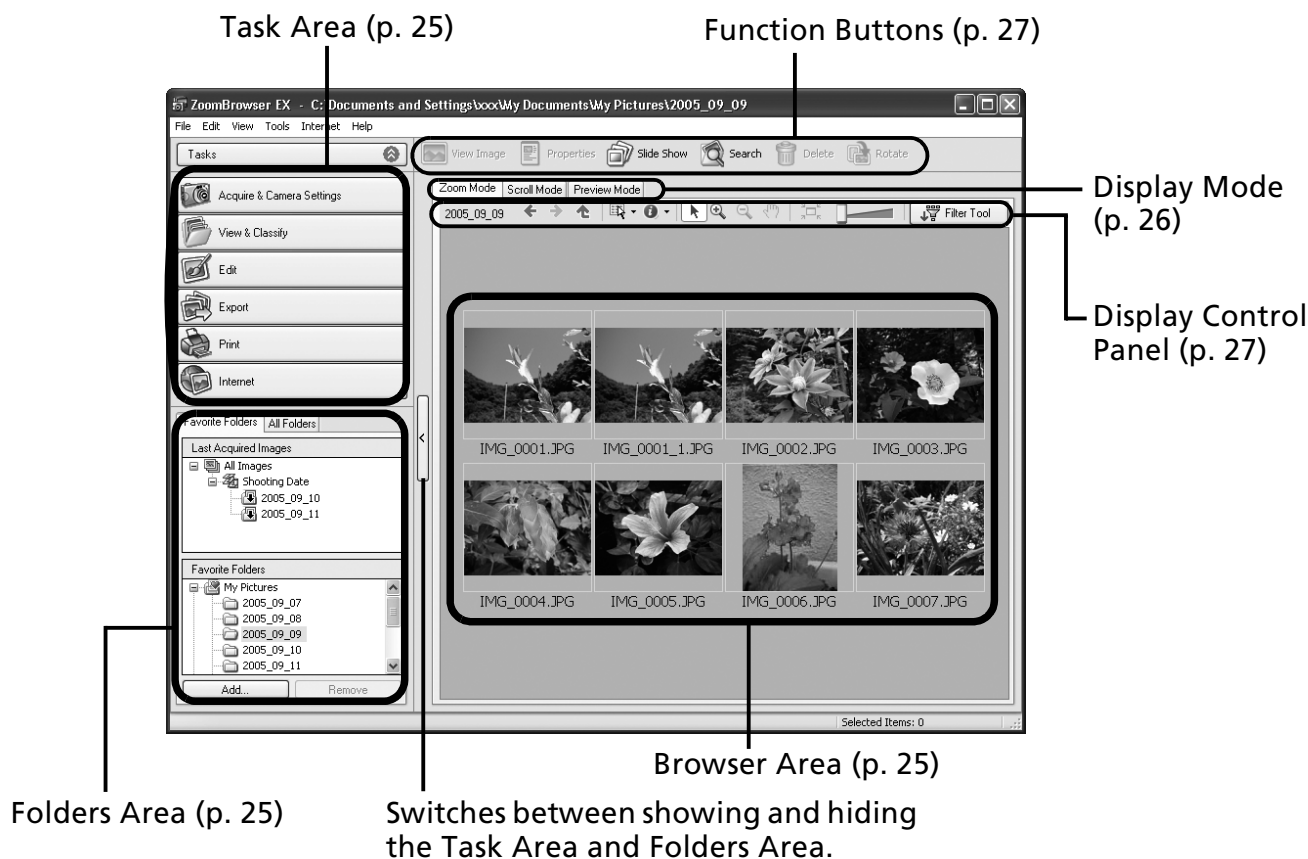 Task Area (p. 25)
Function Buttons (p. 27)
ZoomBrowser EX - C:\Documents and Settings\xxx\My Documents\My Pictures\2005_09_09
File Edit View Tools Internet Help
Tasks
View Image Properties Slide Show Search Delete Rotate
Zoom Mode Scroll Mode Preview Mode
Display Mode
(p. 26)
2005_09_09 Filter Tool
Acquire & Camera Settings
View & Classify
Edit
Export
Print
Internet
Display Control
Panel (p. 27)
Favorite Folders All Folders
Last Acquired Images
All Images
Shooting Date
2005_09_10
2005_09_11
<
IMG_0001.JPG IMG_0001_1.JPG IMG_0002.JPG IMG_0003.JPG
Favorite Folders
My Pictures
2005_09_07
2005_09_08
2005_09_09
2005_09_10
2005_09_11
IMG_0004.JPG IMG_0005.JPG IMG_0006.JPG IMG_0007.JPG
Add... Remove
Selected Items: 0
Browser Area (p. 25)
Folders Area (p. 25)
Switches between showing and hiding
the Task Area and Folders Area.